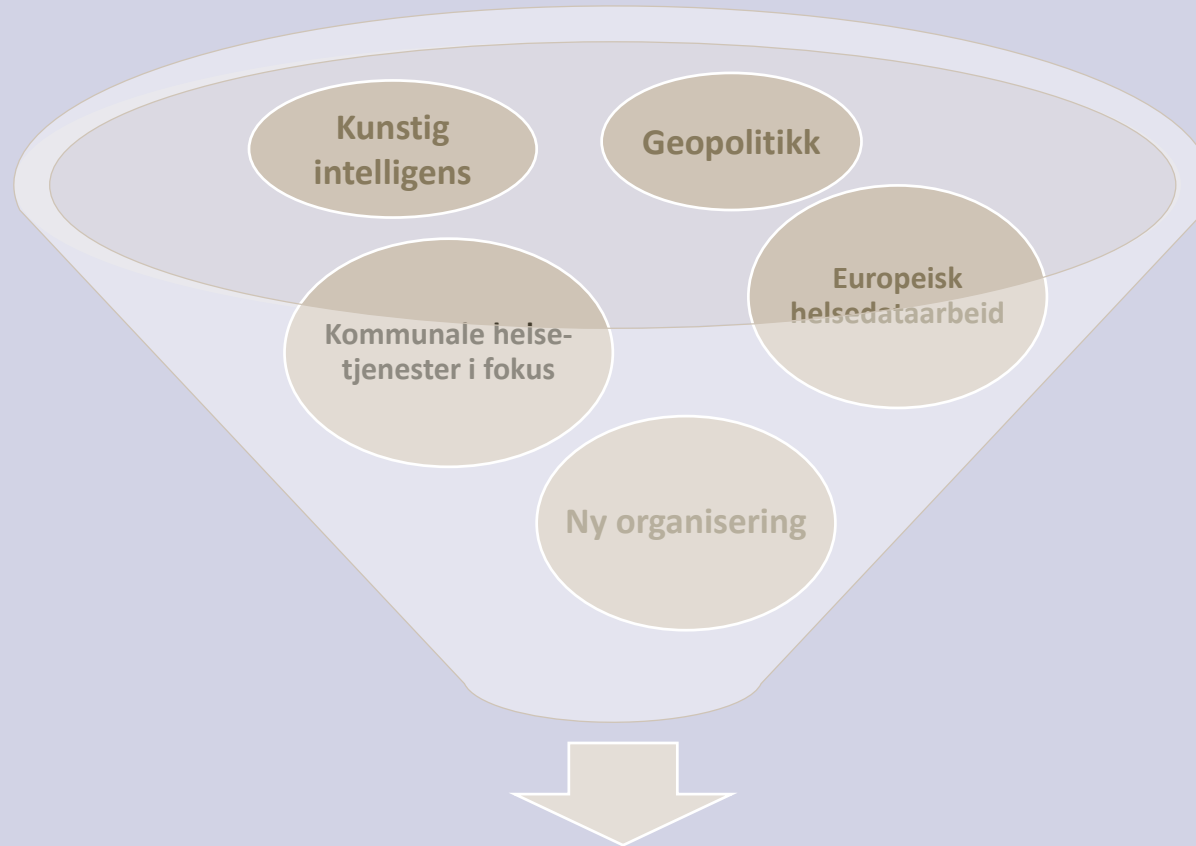 Kunstig
intelligens
Geopolitikk
Europeisk
helsedataarbeid
Kommunale helse-
tjenester i fokus
Ny organisering